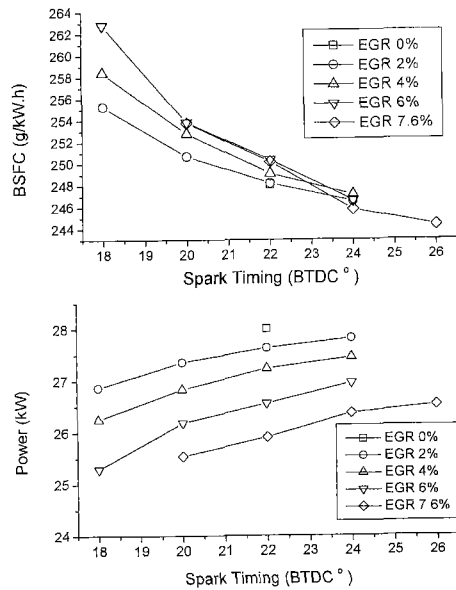 264
262
260
258
256
254
252
250
248
246
244
BSFC (g/kW.h)
EGR 0%
EGR 2%
EGR 4%
EGR 6%
EGR 7.6%
18 19 20 21 22 23 24 25 26
Spark Timing (BTDC °)
28
27
26
25
24
Power (kW)
EGR 0%
EGR 2%
EGR 4%
EGR 6%
EGR 7 6%
18 19 20 21 22 23 24 25 26
Spark Timing (BTDC °)